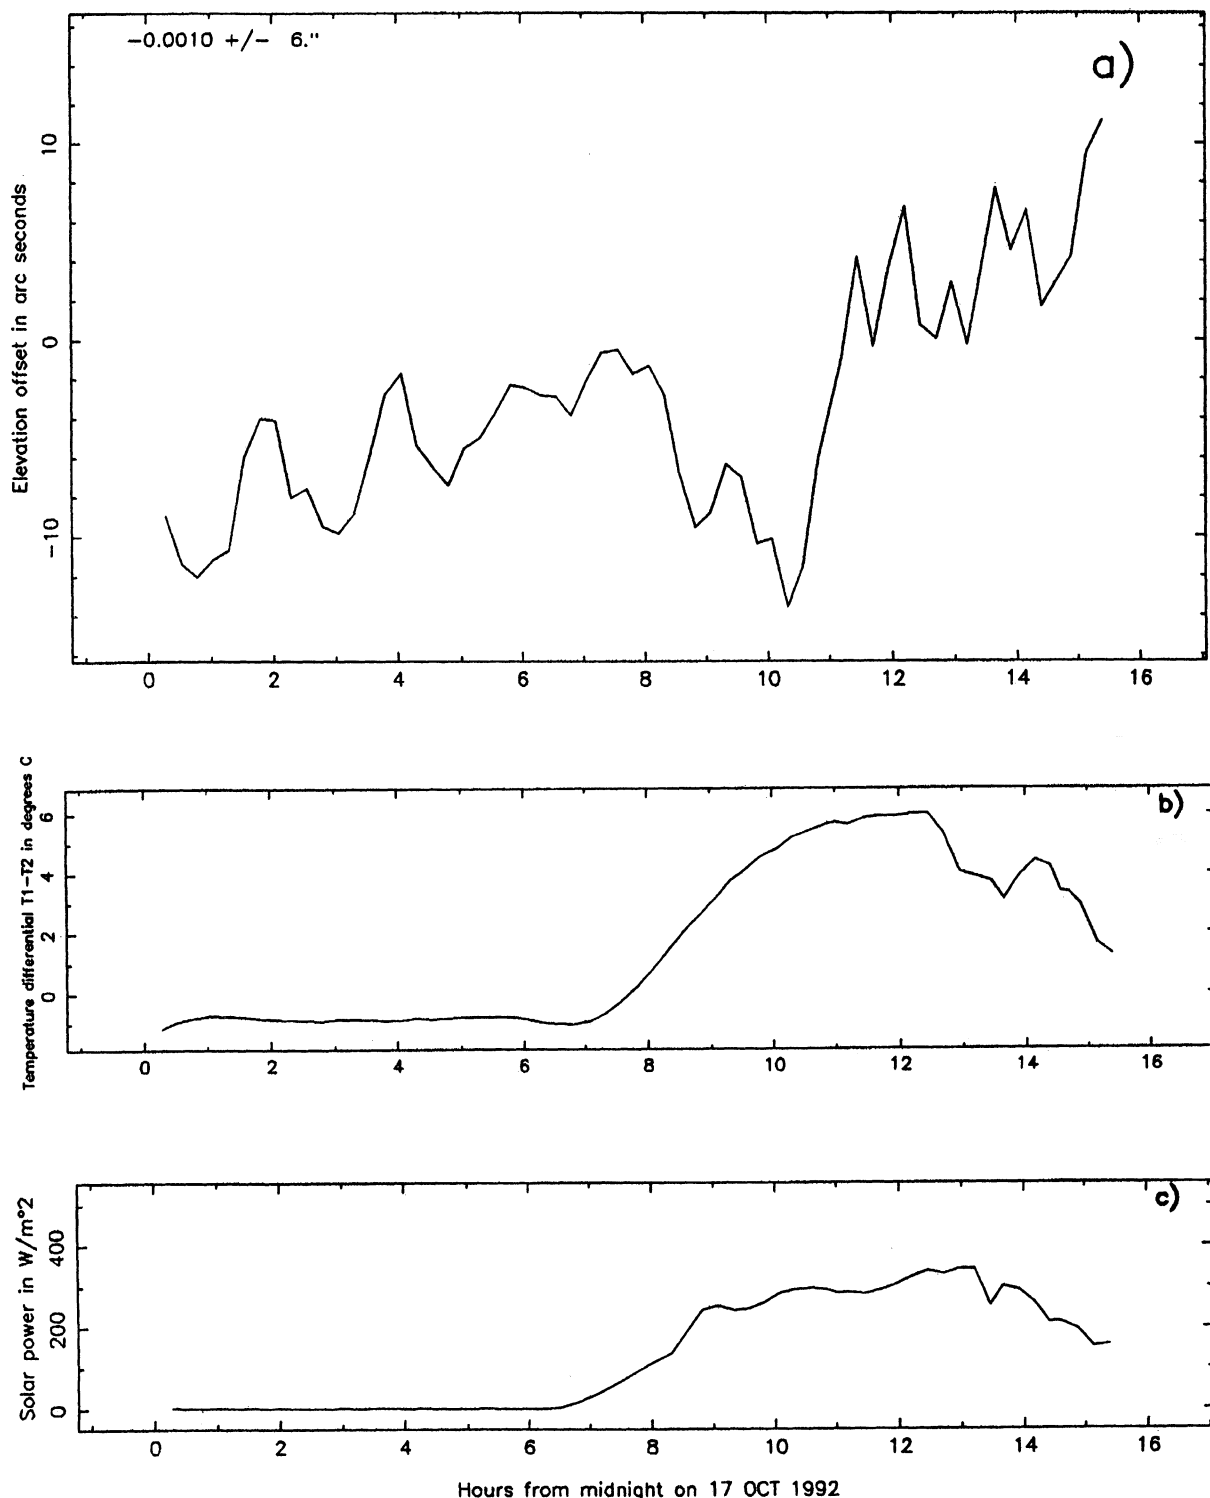 −0.0010 +/− 6."
a)
Elevation offset in arc seconds
10
0
−10
0 2 4 6 8 10 12 14 16
b)
Temperature differential T1−T2 in degrees C
6
4
2
0
0 2 4 6 8 10 12 14 16
c)
Solar power in W/m°2
400
200
0
0 2 4 6 8 10 12 14 16
Hours from midnight on 17 OCT 1992